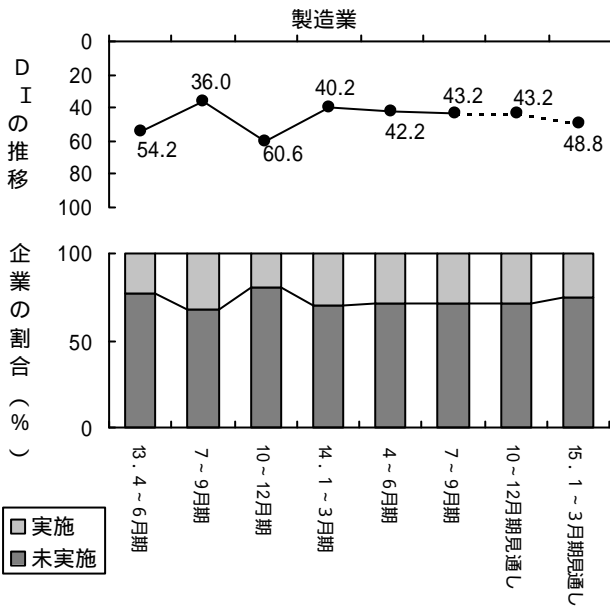 製造業
DIの推移
0
20
40
60
80
100
54.2
36.0
60.6
40.2
42.2
43.2
43.2
48.8
企業の割合(%)
100
50
0
13．4～6月期
7～9月期
10～12月期
14．1～3月期
4～6月期
7～9月期
10～12月期見通し
15．1～3月期見通し
実施
未実施